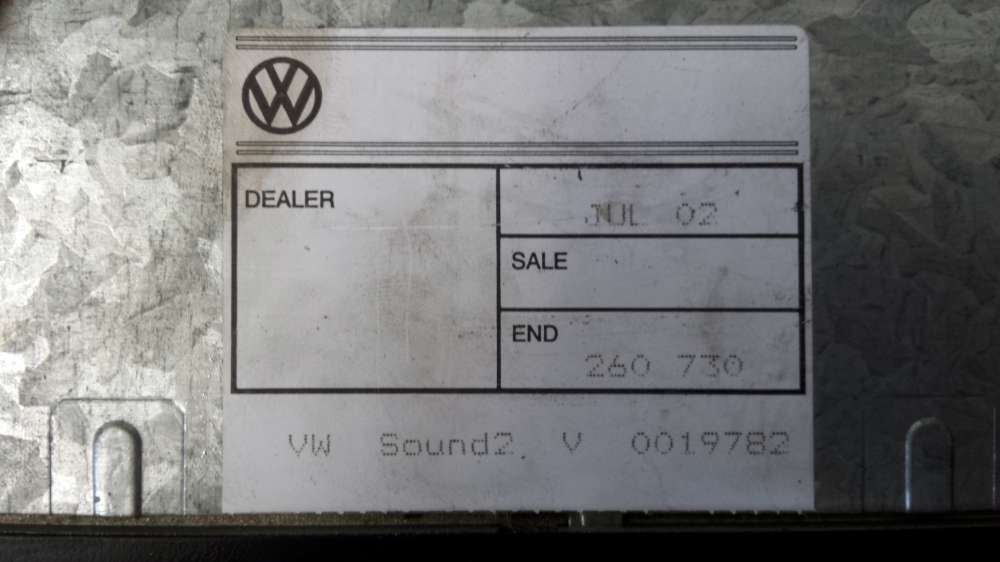 DEALER
JUL 02
SALE
END
260 730
VW Sound2 V 0019782